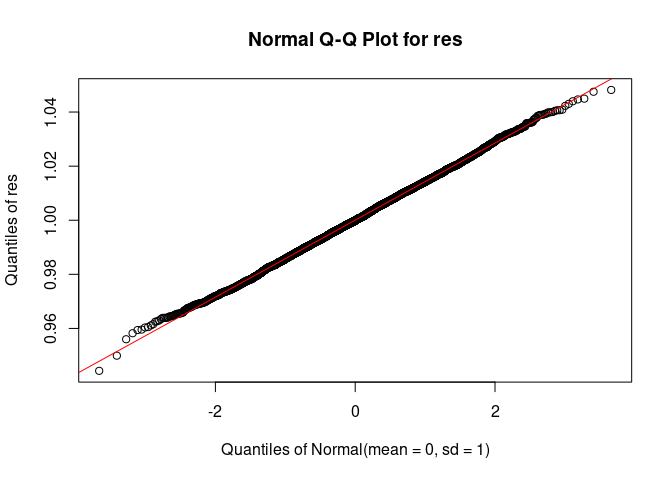 Normal Q-Q Plot for res
Quantiles of res
1.04
1.02
1.00
0.98
0.96
-2 0 2
Quantiles of Normal(mean = 0, sd = 1)